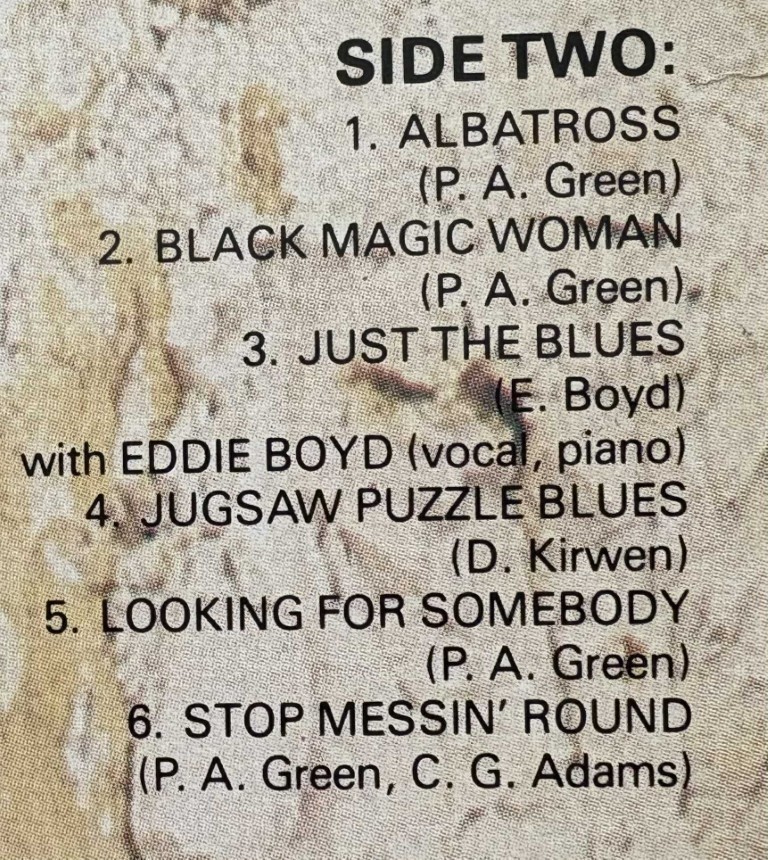 SIDE TWO:
1. ALBATROSS
(P. A. Green)
2. BLACK MAGIC WOMAN
(P. A. Green)
3. JUST THE BLUES
(E. Boyd)
with EDDIE BOYD (vocal, piano)
4. JUGSAW PUZZLE BLUES
(D. Kirwen)
5. LOOKING FOR SOMEBODY
(P. A. Green)
6. STOP MESSIN' ROUND
(P. A. Green, C. G. Adams)